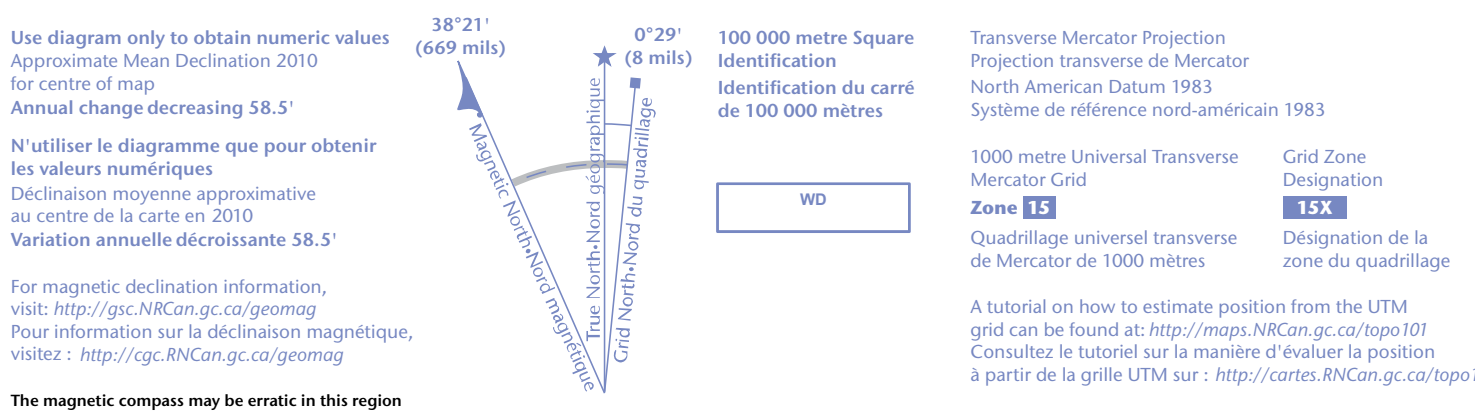 Use diagram only to obtain numeric values
Approximate Mean Declination 2010
for centre of map
Annual change decreasing 58.5'
N'utiliser le diagramme que pour obtenir
les valeurs numériques
Déclinaison moyenne approximative
au centre de la carte en 2010
Variation annuelle décroissante 58.5'
For magnetic declination information,
visit: http://gsc.NRCan.gc.ca/geomag
Pour information sur la déclinaison magnétique,
visitez : http://cgc.RNCan.gc.ca/geomag
The magnetic compass may be erratic in this region
38°21'
(669 mils)
0°29'
(8 mils)
Magnetic North•Nord magnétique
True North•Nord géographique
Grid North•Nord du quadrillage
100 000 metre Square
Identification
Identification du carré
de 100 000 mètres
WD
Transverse Mercator Projection
Projection transverse de Mercator
North American Datum 1983
Système de référence nord-américain 1983
1000 metre Universal Transverse
Mercator Grid
Zone 15
Quadrillage universel transverse
de Mercator de 1000 mètres
Grid Zone
Designation
15X
Désignation de la
zone du quadrillage
A tutorial on how to estimate position from the UTM
grid can be found at: http://maps.NRCan.gc.ca/topo101
Consultez le tutoriel sur la manière d'évaluer la position
à partir de la grille UTM sur : http://cartes.RNCan.gc.ca/topo1